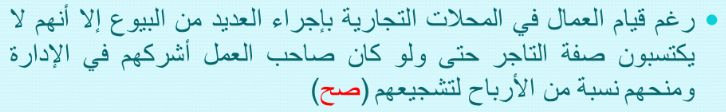 • رغم قيام العمال في المحلات التجارية بإجراء العديد من البيوع إلا أنهم لا
يكتسبون صفة التاجر حتى ولو كان صاحب العمل أشركهم في الإدارة
ومنحهم نسبة من الأرباح لتشجيعهم (صح)